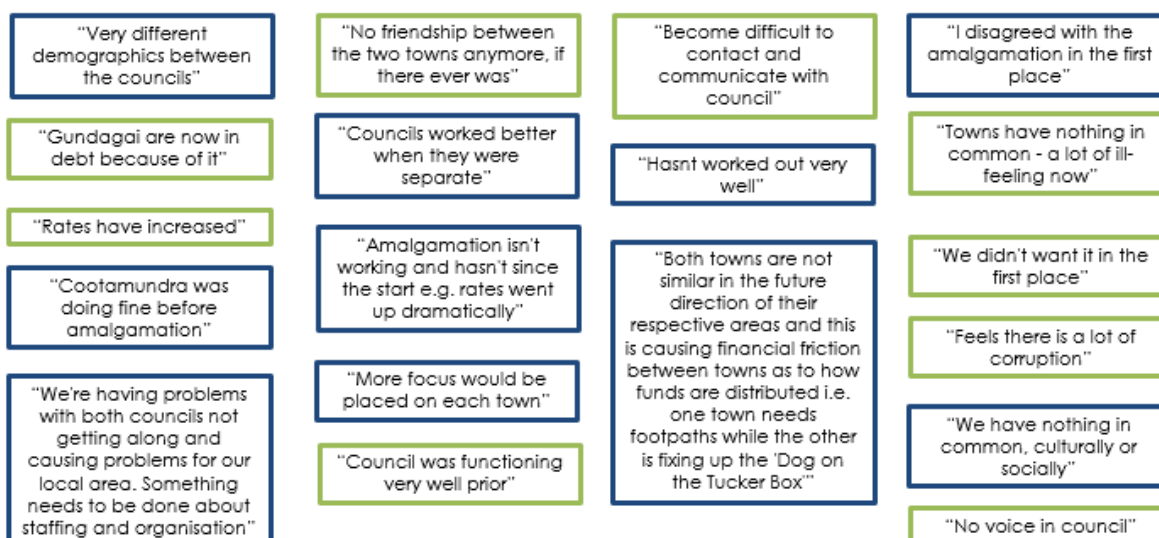 “Very different
demographics between
the councils”
“Gundagai are now in
debt because of it”
“Rates have increased”
“Cootamundra was
doing fine before
amalgamation”
“We're having problems
with both councils not
getting along and
causing problems for our
local area. Something
needs to be done about
staffing and organisation”
“No friendship between
the two towns anymore, if
there ever was”
“Councils worked better
when they were
separate”
“Amalgamation isn't
working and hasn't since
the start e.g. rates went
up dramatically”
“More focus would be
placed on each town”
“Council was functioning
very well prior”
“Become difficult to
contact and
communicate with
council”
“Hasnt worked out very
well”
“Both towns are not
similar in the future
direction of their
respective areas and this
is causing financial friction
between towns as to how
funds are distributed i.e.
one town needs
footpaths while the other
is fixing up the 'Dog on
the Tucker Box'”
“I disagreed with the
amalgamation in the first
place”
“Towns have nothing in
common - a lot of ill-
feeling now”
“We didn't want it in the
first place”
“Feels there is a lot of
corruption”
“We have nothing in
common, culturally or
socially”
“No voice in council”